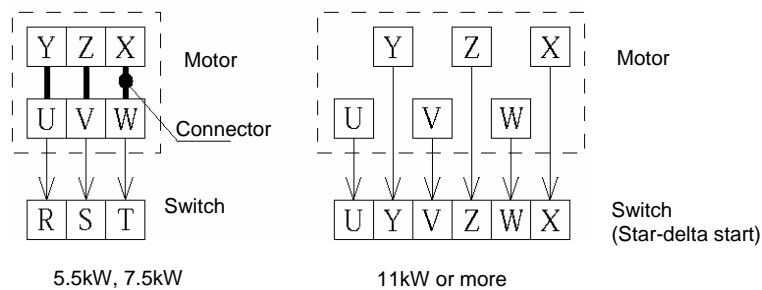 Y Z X
Motor
U V W
Connector
R S T
Switch
5.5kW, 7.5kW
Y Z X
Motor
U V W
U Y V Z W X
Switch
(Star-delta start)
11kW or more